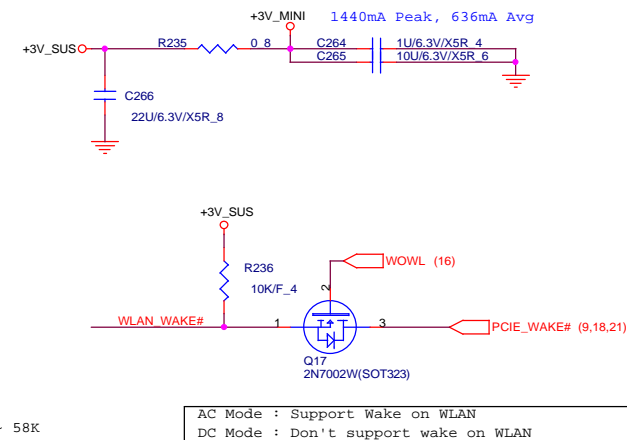 +3V_MINI 1440mA Peak, 636mA Avg
+3V_SUS R235 0_8 C264 1U/6.3V/X5R_4
C265 10U/6.3V/X5R_6
C266
22U/6.3V/X5R_8
+3V_SUS
R236 WOWL (16)
10K/F_4
2
WLAN_WAKE# 1 3 PCIE_WAKE# (9,18,21)
Q17
2N7002W(SOT323)
AC Mode : Support Wake on WLAN
58K DC Mode : Don't support wake on WLAN